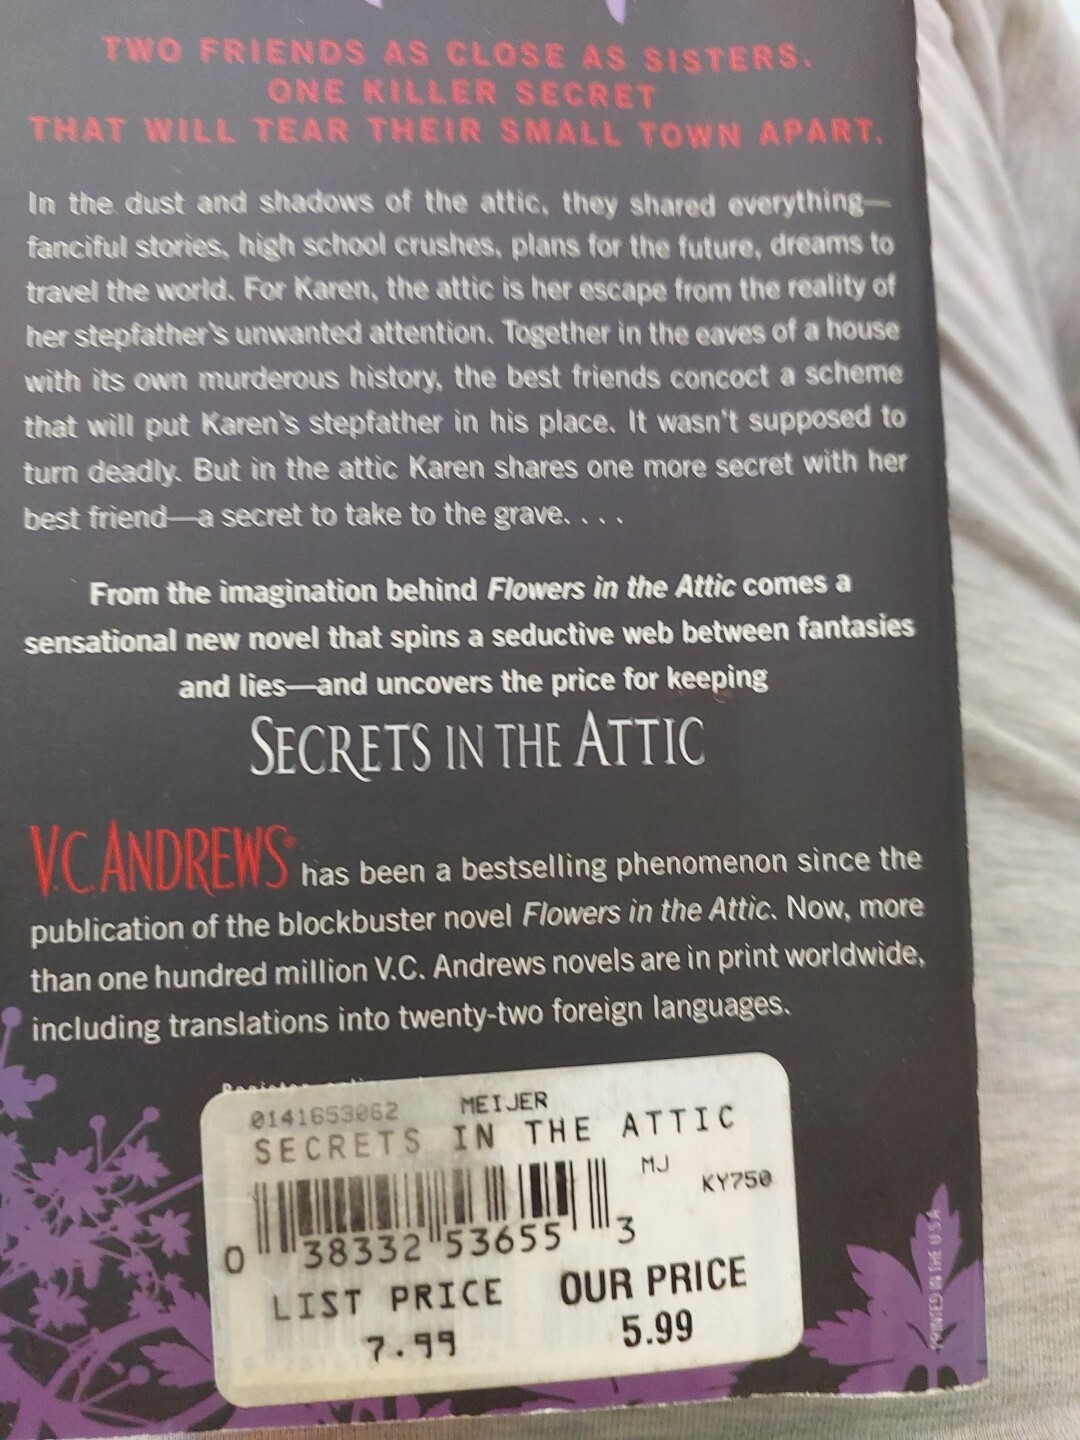 TWO FRIENDS AS CLOSE AS SISTERS.
ONE KILLER SECRET
THAT WILL TEAR THEIR SMALL TOWN APART.
In the dust and shadows of the attic, they shared everything—
fanciful stories, high school crushes, plans for the future, dreams to
travel the world. For Karen, the attic is her escape from the reality of
her stepfather's unwanted attention. Together in the eaves of a house
with its own murderous history, the best friends concoct a scheme
that will put Karen's stepfather in his place. It wasn't supposed to
turn deadly. But in the attic Karen shares one more secret with her
best friend—a secret to take to the grave. . . .
From the imagination behind Flowers in the Attic comes a
sensational new novel that spins a seductive web between fantasies
and lies—and uncovers the price for keeping
SECRETS IN THE ATTIC
V.C. ANDREWS® has been a bestselling phenomenon since the
publication of the blockbuster novel Flowers in the Attic. Now, more
than one hundred million V.C. Andrews novels are in print worldwide,
including translations into twenty-two foreign languages.
0141653062 MEIJER
SECRETS IN THE ATTIC
MJ KY750
0 38332 53655 3
LIST PRICE OUR PRICE
7.99 5.99
PRINTED IN THE U.S.A.